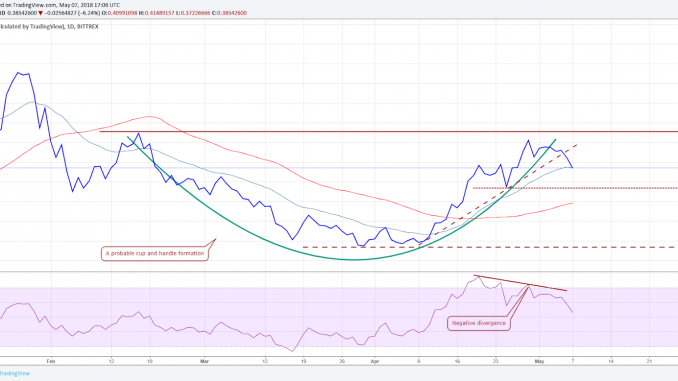 ed on TradingView.com, May 07, 2018 17:06 UTC
D 0.38542600 ▼ -0.02564827 (-6.24%) O:0.40991098 H:0.41489157 L:0.37226666 C:0.38542600
lculated by TradingView), 1D, BITTREX
A probable cup and handle formation
Negative divergence
Feb 12 19 Mar 12 19 26 Apr 9 16 23 May 7 14 21
TradingView